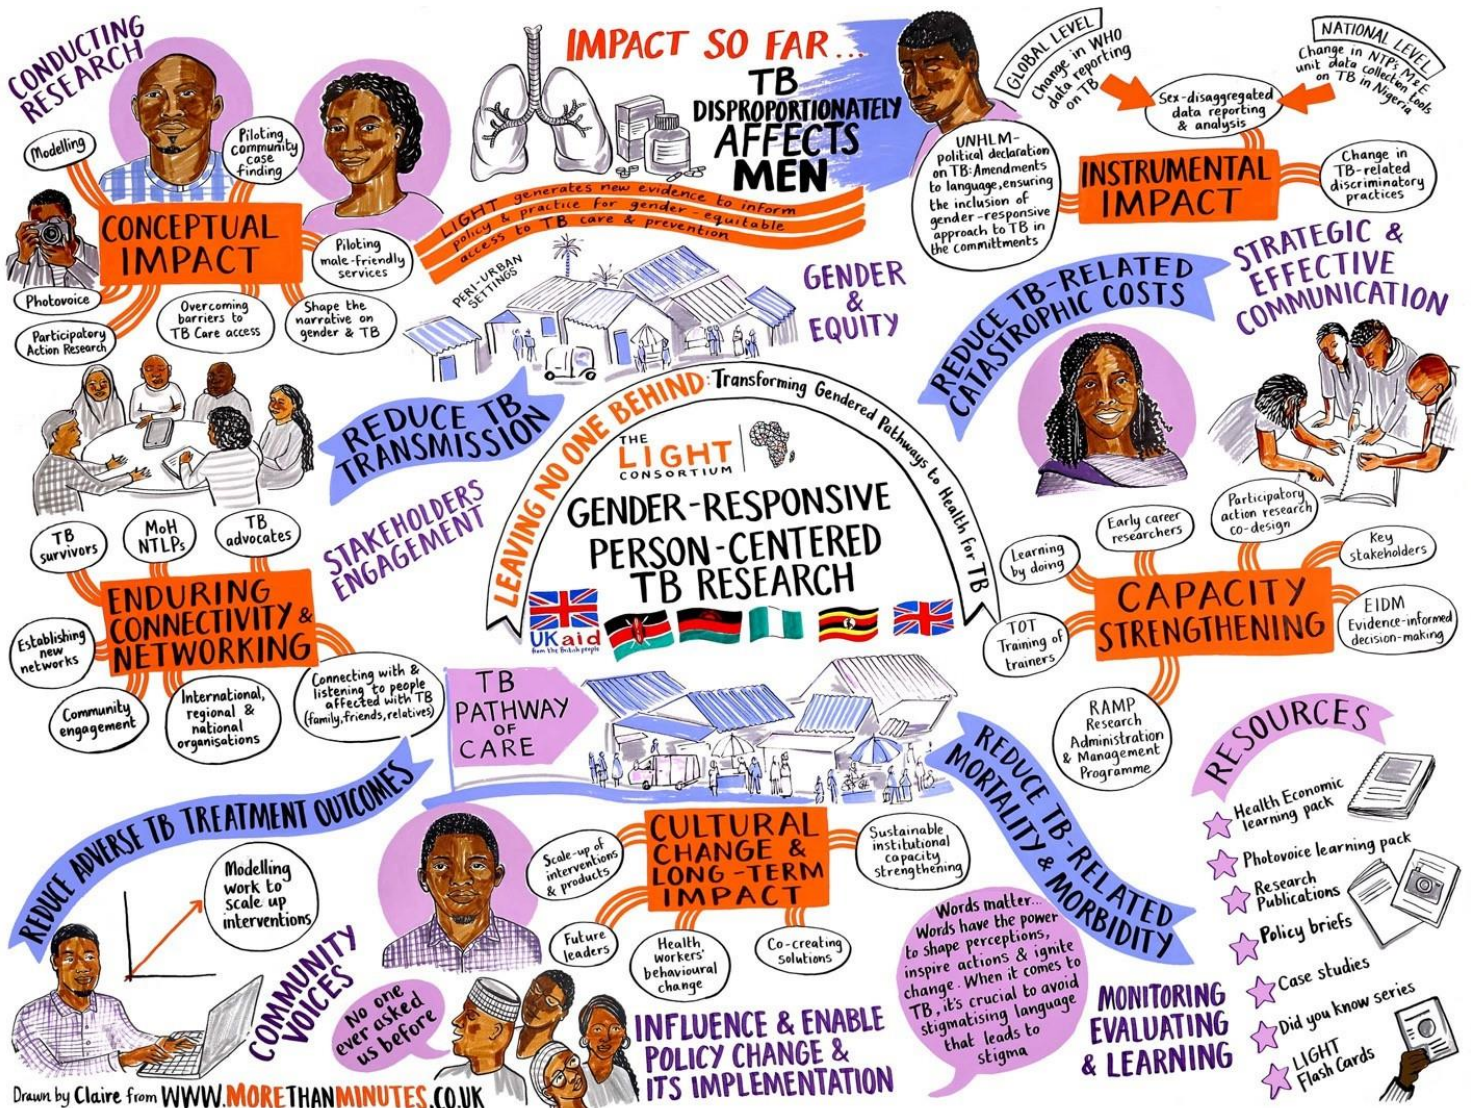 CONDUCTING
RESEARCH
Modelling
Piloting
community
case
finding
CONCEPTUAL
IMPACT
Piloting
male-friendly
services
Photovoice
Participatory
Action Research
Overcoming
barriers to
TB Care access
Shape the
narrative on
gender & TB
IMPACT SO FAR...
TB
DISPROPORTIONATELY
AFFECTS
MEN
LIGHT generates new evidence to inform
policy & practice for gender-equitable
access to TB care & prevention
PERI-URBAN
SETTINGS
GENDER
&
EQUITY
GLOBAL LEVEL
Change in WHO
data reporting
on TB
NATIONAL LEVEL
Change in NTP's M&E
unit data collection tools
on TB in Nigeria
Sex-disaggregated
data reporting
& analysis
UNHLM-
political declaration
on TB: Amendments
to language, ensuring
the inclusion of
gender-responsive
approach to TB in
the commitments
INSTRUMENTAL
IMPACT
Change in
TB-related
discriminatory
practices
STRATEGIC &
EFFECTIVE
COMMUNICATION
REDUCE TB-RELATED
CATASTROPHIC COSTS
REDUCE TB
TRANSMISSION
STAKEHOLDERS
ENGAGEMENT
LEAVING NO ONE BEHIND: Transforming Gendered Pathways to Health for TB
THE
LIGHT
CONSORTIUM
GENDER-RESPONSIVE
PERSON-CENTERED
TB RESEARCH
UKaid
from the British people
TB
survivors
MoH
NTLPs
TB
advocates
ENDURING
CONNECTIVITY &
NETWORKING
Establishing
new
networks
Community
engagement
International,
regional &
national
organisations
Connecting with &
listening to people
affected with TB
(family, friends, relatives)
Learning
by doing
Early career
researchers
Participatory
action research
co-design
Key
stakeholders
CAPACITY
STRENGTHENING
TOT
Training of
trainers
EIDM
Evidence-informed
decision-making
RAMP
Research
Administration
& Management
Programme
TB
PATHWAY
OF
CARE
REDUCE ADVERSE TB TREATMENT OUTCOMES
Modelling
work to
scale up
interventions
COMMUNITY
VOICES
No one
ever asked
us before
CULTURAL
CHANGE &
LONG-TERM
IMPACT
Scale-up of
interventions
& products
Sustainable
institutional
capacity
strengthening
Future
leaders
Health
workers'
behavioural
change
Co-creating
solutions
INFLUENCE & ENABLE
POLICY CHANGE &
ITS IMPLEMENTATION
REDUCE TB-RELATED
MORTALITY & MORBIDITY
Words matter...
Words have the power
to shape perceptions,
inspire actions & ignite
change. When it comes to
TB, it's crucial to avoid
stigmatising language
that leads to
stigma
MONITORING
EVALUATING
& LEARNING
RESOURCES
Health Economic
learning pack
Photovoice learning pack
Research
Publications
Policy briefs
Case studies
Did you know series
LIGHT
Flash Cards
Drawn by Claire from WWW.MORETHANMINUTES.CO.UK